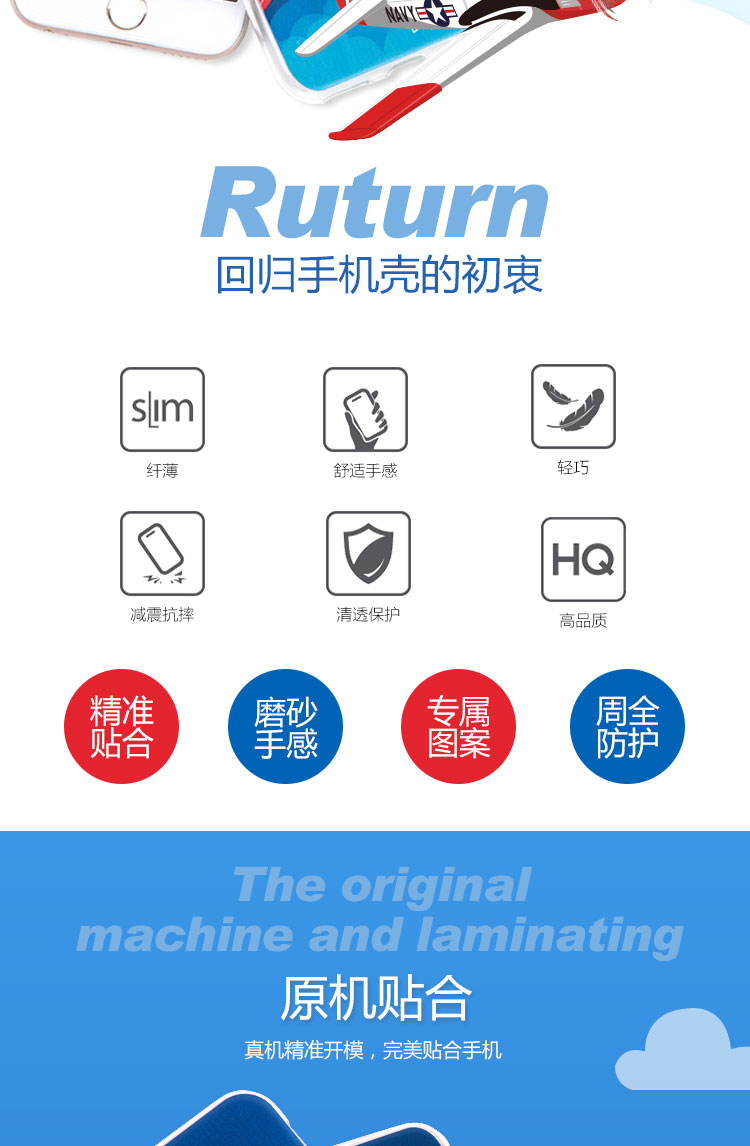 NAVY
Ruturn
回归手机壳的初衷
slim
纤薄
舒适手感
轻巧
减震抗摔
清透保护
HQ
高品质
精准
贴合
磨砂
手感
专属
图案
周全
防护
The original
machine and laminating
原机贴合
真机精准开模，完美贴合手机